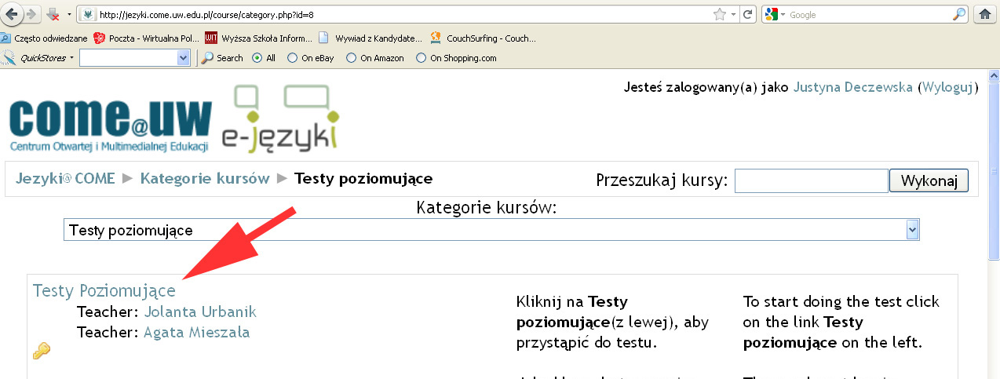 http://jezyki.come.uw.edu.pl/course/category.php?id=8
Google
Często odwiedzane Poczta - Wirtualna Pol... WIT Wyższa Szkoła Inform... Wywiad z Kandydate... CouchSurfing - Couch...
QuickStores Search All On eBay On Amazon On Shopping.com
Jesteś zalogowany(a) jako Justyna Deczewska (Wyloguj)
come@uw
Centrum Otwartej i Multimedialnej Edukacji
e-języki
Jezyki@COME ► Kategorie kursów ► Testy poziomujące
Przeszukaj kursy: Wykonaj
Kategorie kursów:
Testy poziomujące
Testy Poziomujące
Teacher: Jolanta Urbanik
Teacher: Agata Mieszała
Kliknij na Testy
poziomujące(z lewej), aby
przystąpić do testu.
To start doing the test click
on the link Testy
poziomujące on the left.